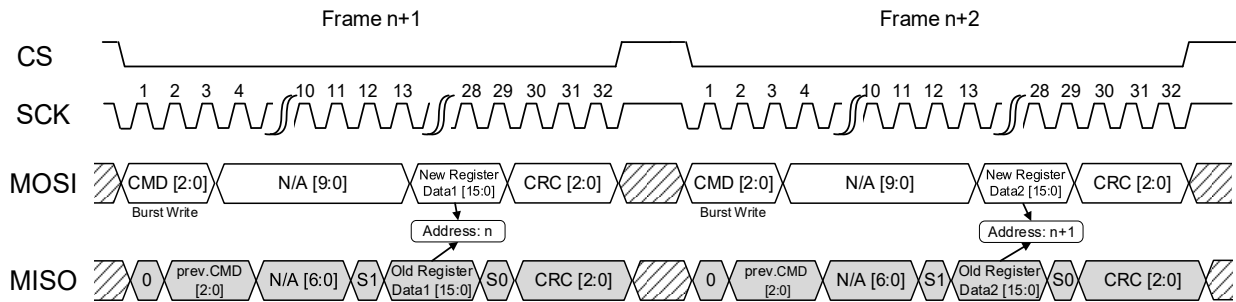 Frame n+1 Frame n+2
CS
1 2 3 4 10 11 12 13 28 29 30 31 32 1 2 3 4 10 11 12 13 28 29 30 31 32
SCK
MOSI CMD [2:0] N/A [9:0] New Register Data1 [15:0] CRC [2:0] CMD [2:0] N/A [9:0] New Register Data2 [15:0] CRC [2:0]
Burst Write Burst Write
Address: n Address: n+1
MISO 0 prev.CMD [2:0] N/A [6:0] S1 Old Register Data1 [15:0] S0 CRC [2:0] 0 prev.CMD [2:0] N/A [6:0] S1 Old Register Data2 [15:0] S0 CRC [2:0]